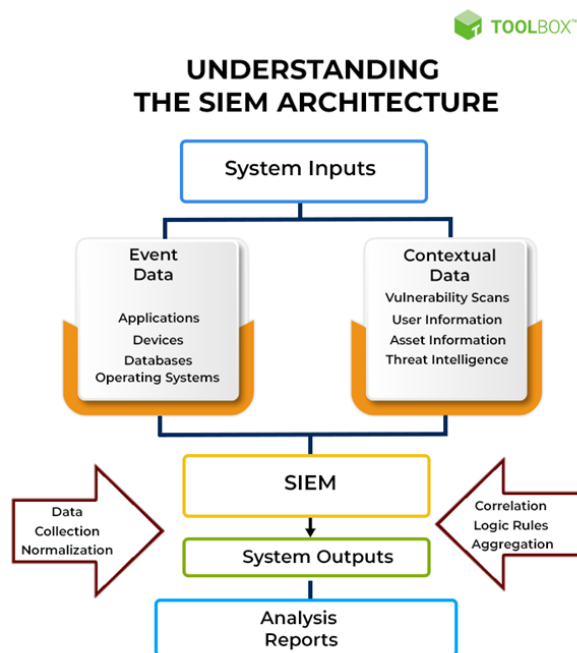 TOOLBOX™
UNDERSTANDING
THE SIEM ARCHITECTURE
System Inputs
Event
Data
Applications
Devices
Databases
Operating Systems
Contextual
Data
Vulnerability Scans
User Information
Asset Information
Threat Intelligence
SIEM
Data
Collection
Normalization
Correlation
Logic Rules
Aggregation
System Outputs
Analysis
Reports